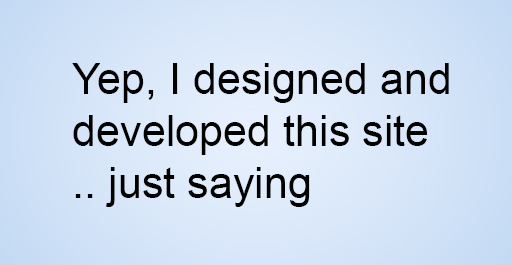 Yep, I designed and
developed this site
.. just saying